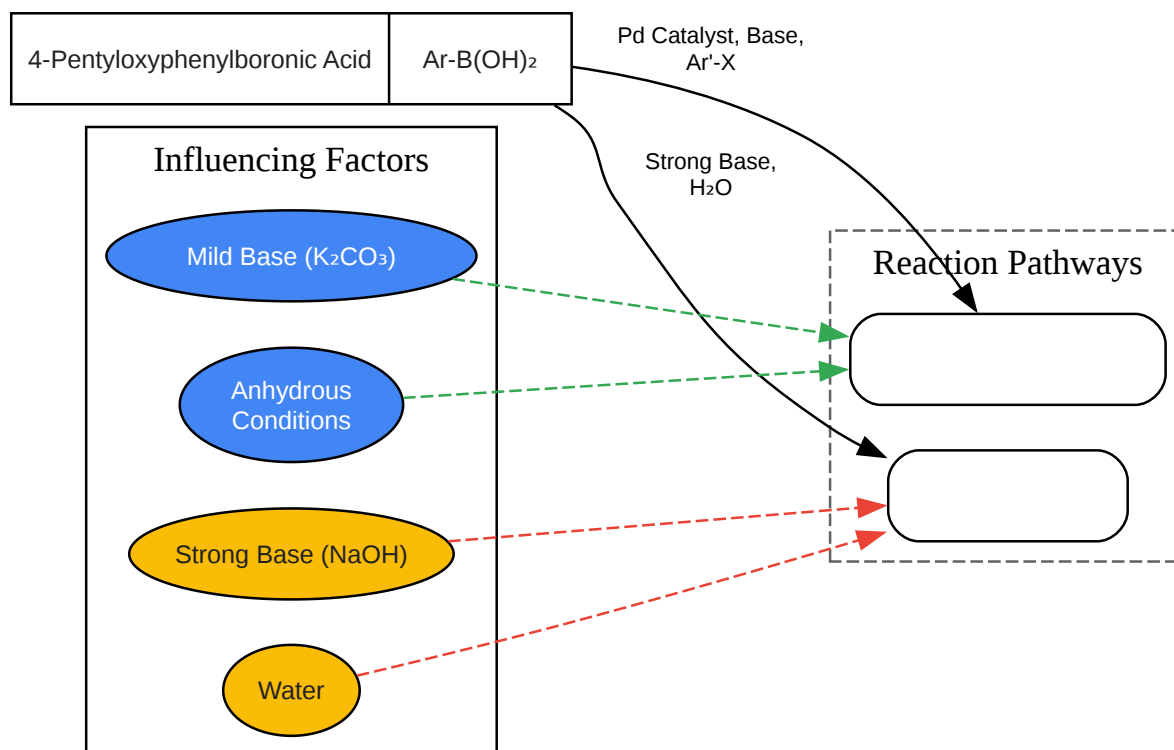 4-Pentyloxyphenylboronic Acid
Ar-B(OH)₂
Pd Catalyst, Base,
Ar'-X
Strong Base,
H₂O
Influencing Factors
Mild Base (K₂CO₃)
Anhydrous
Conditions
Strong Base (NaOH)
Water
Reaction Pathways